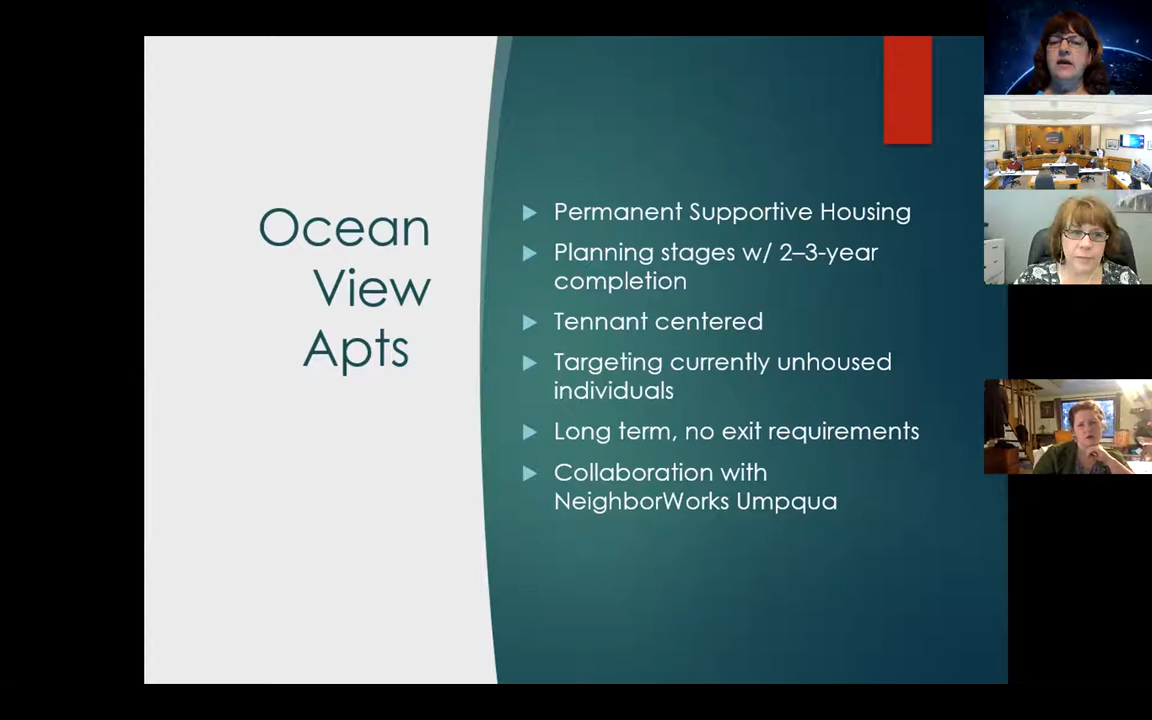 Ocean
View
Apts
Permanent Supportive Housing
Planning stages w/ 2–3-year
completion
Tennant centered
Targeting currently unhoused
individuals
Long term, no exit requirements
Collaboration with
NeighborWorks Umpqua